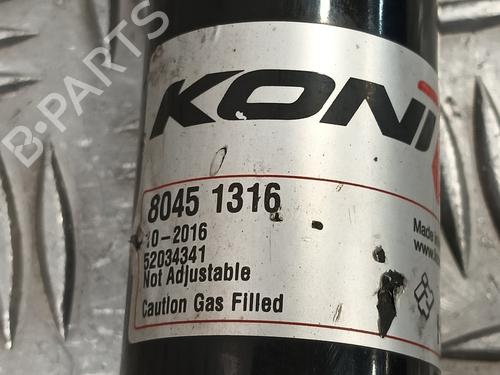 B-PARTS
KONI
8045 1316
10-2016
52034341
Not Adjustable
Caution Gas Filled
Made
www.